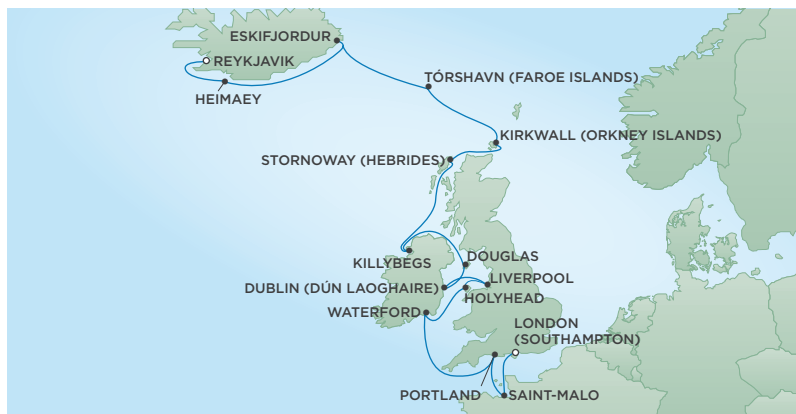 ESKIFJORDUR
REYKJAVIK
TÓRSHAVN (FAROE ISLANDS)
HEIMAEY
KIRKWALL (ORKNEY ISLANDS)
STORNOWAY (HEBRIDES)
DOUGLAS
KILLYBEGS
LIVERPOOL
DUBLIN (DÚN LAOGHAIRE)
HOLYHEAD
WATERFORD
LONDON
(SOUTHAMPTON)
PORTLAND
SAINT-MALO